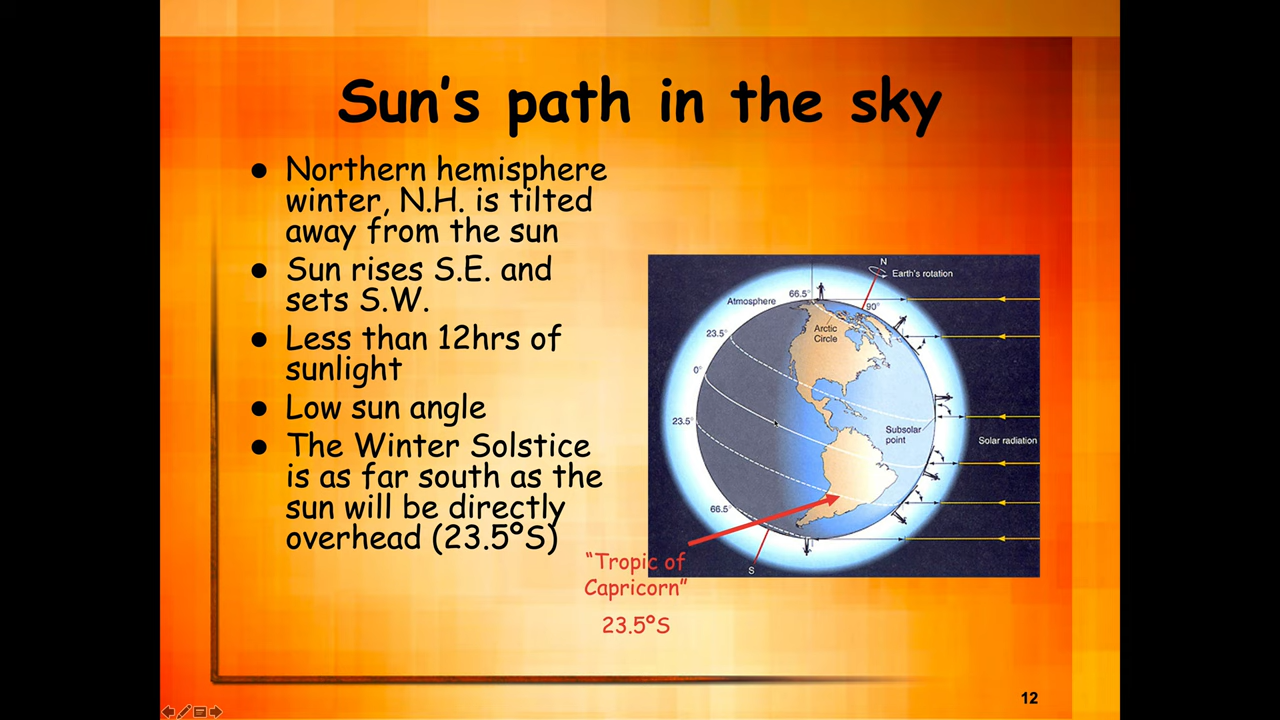 Sun's path in the sky
● Northern hemisphere
winter, N.H. is tilted
away from the sun
● Sun rises S.E. and
sets S.W.
● Less than 12hrs of
sunlight
● Low sun angle
● The Winter Solstice
is as far south as the
sun will be directly
overhead (23.5ºS)
N
Earth's rotation
66.5°
Atmosphere
90°
Arctic
Circle
23.5°
0°
23.5°
Subsolar
point
Solar radiation
66.5°
S
"Tropic of
Capricorn"
23.5ºS
12